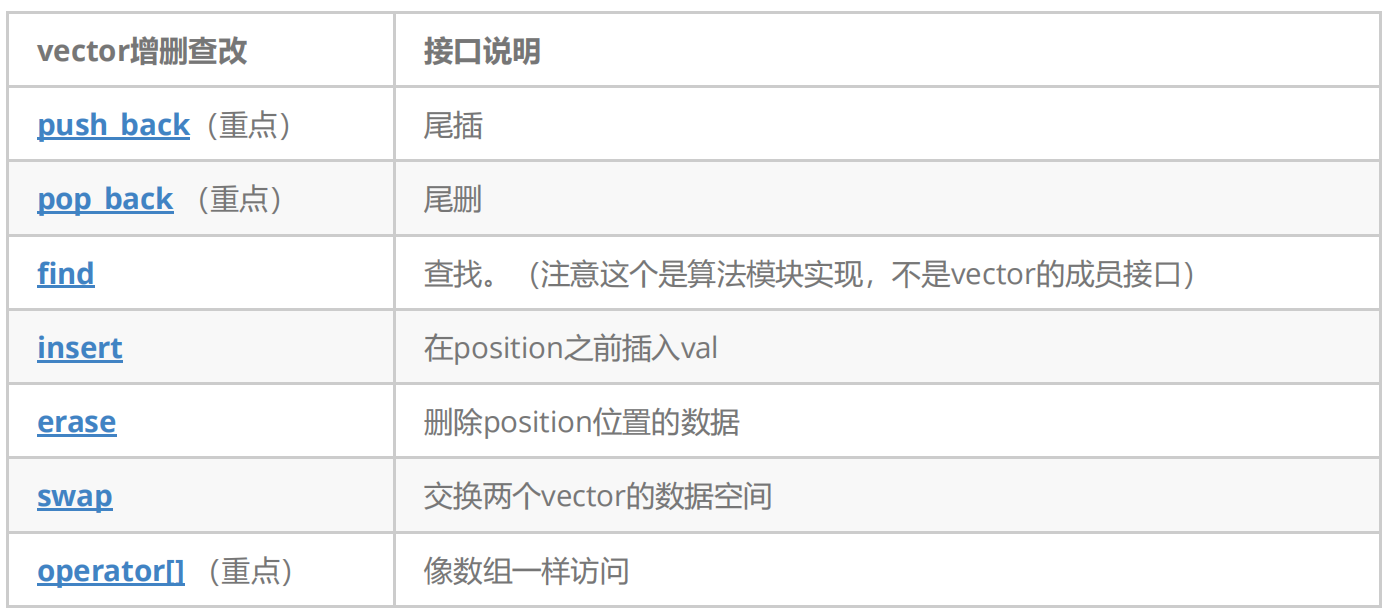 vector增删查改 接口说明
push_back（重点） 尾插
pop_back （重点） 尾删
find 查找。（注意这个是算法模块实现，不是vector的成员接口）
insert 在position之前插入val
erase 删除position位置的数据
swap 交换两个vector的数据空间
operator[] （重点） 像数组一样访问